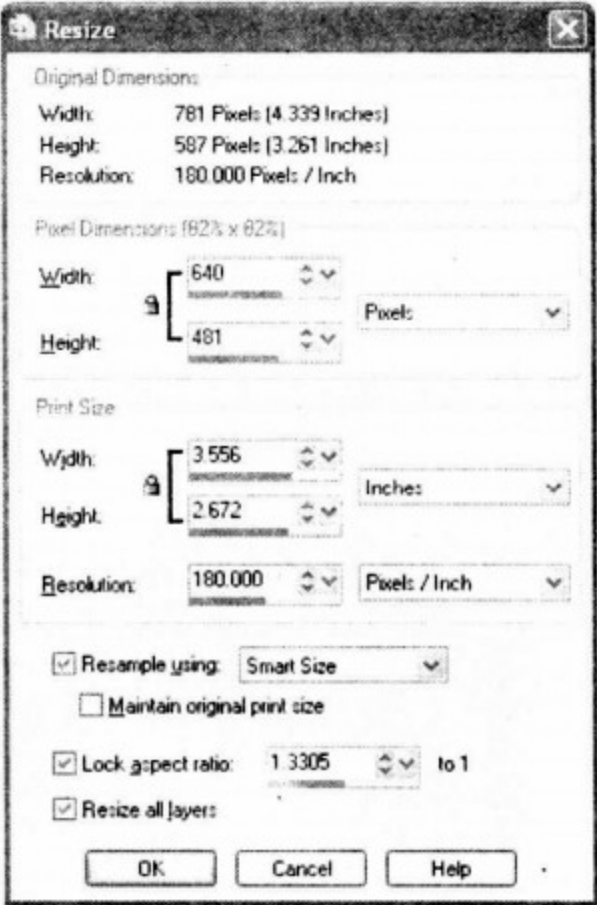 Resize
Original Dimensions
Width: 781 Pixels (4.339 Inches)
Height: 587 Pixels (3.261 Inches)
Resolution: 180.000 Pixels / Inch
Pixel Dimensions (82% x 82%)
Width: 640
Pixels
Height: 481
Print Size
Width: 3.556
Inches
Height: 2.672
Resolution: 180.000 Pixels / Inch
Resample using: Smart Size
Maintain original print size
Lock aspect ratio: 1.3305 to 1
Resize all layers
OK Cancel Help